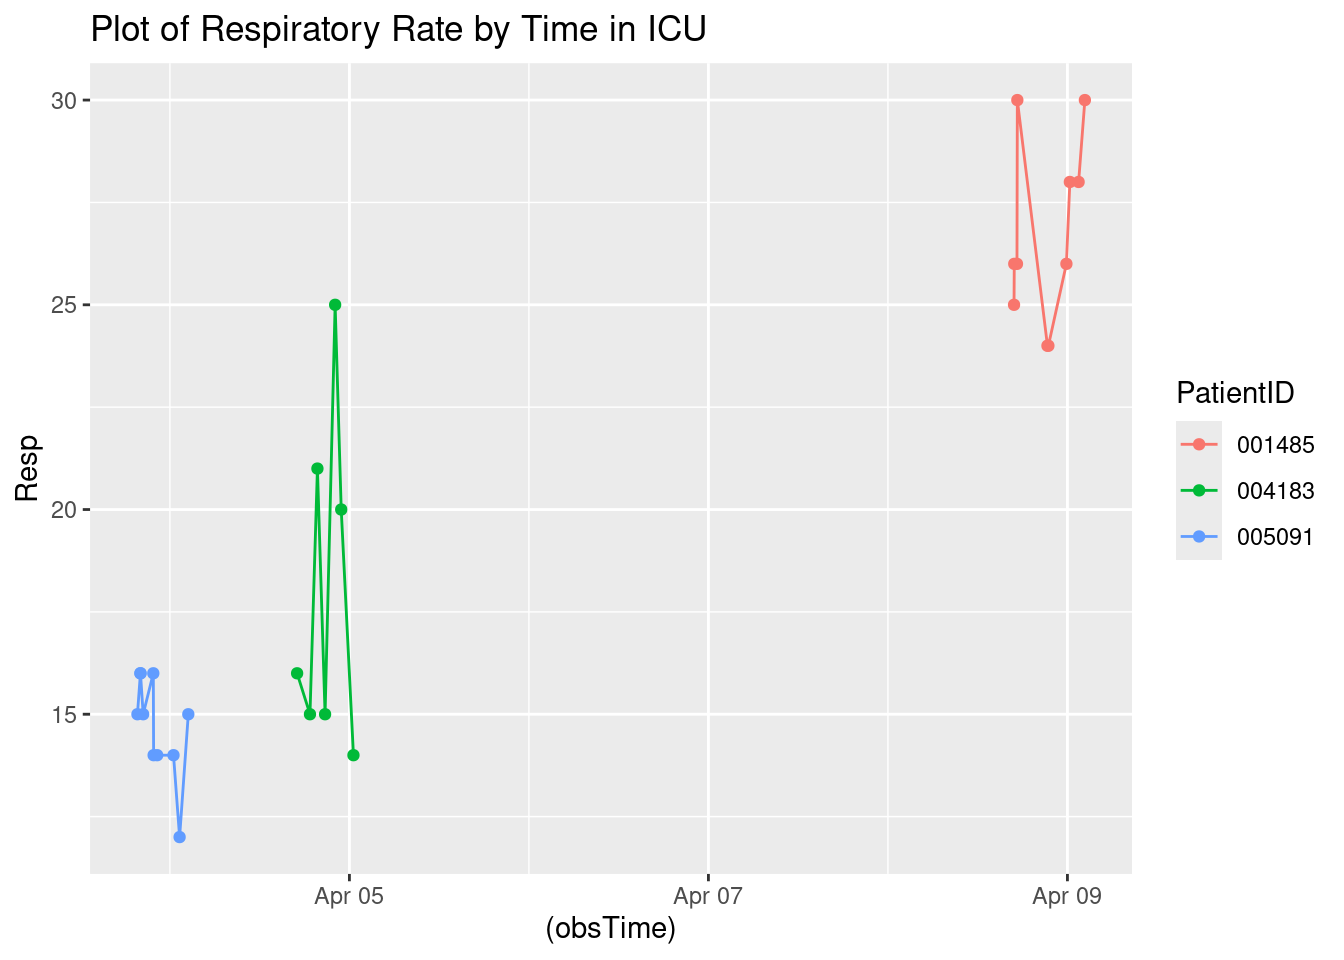 Plot of Respiratory Rate by Time in ICU
30
25
20
15
Resp
Apr 05
Apr 07
Apr 09
(obsTime)
PatientID
001485
004183
005091